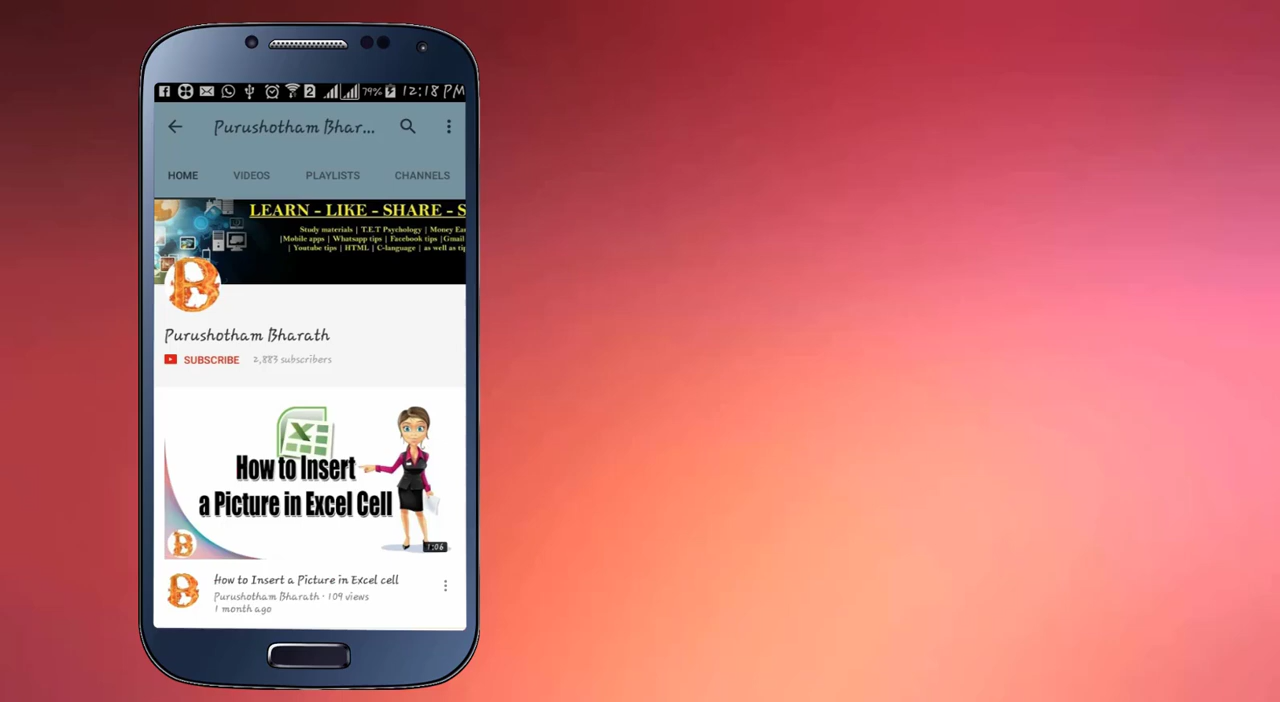 2 79% 12:18 PM
Purushotham Bhar...
HOME VIDEOS PLAYLISTS CHANNELS
LEARN - LIKE - SHARE - S
Study materials | T.E.T Psychology | Money Ea
|Mobile apps | Whatsapp tips | Facebook tips |Gmail
| Youtube tips | HTML | C-language | as well as tip
B
Purushotham Bharath
SUBSCRIBE 2,883 subscribers
X
How to Insert
a Picture in Excel Cell
B
1:06
B
How to Insert a Picture in Excel cell
Purushotham Bharath · 109 views
1 month ago